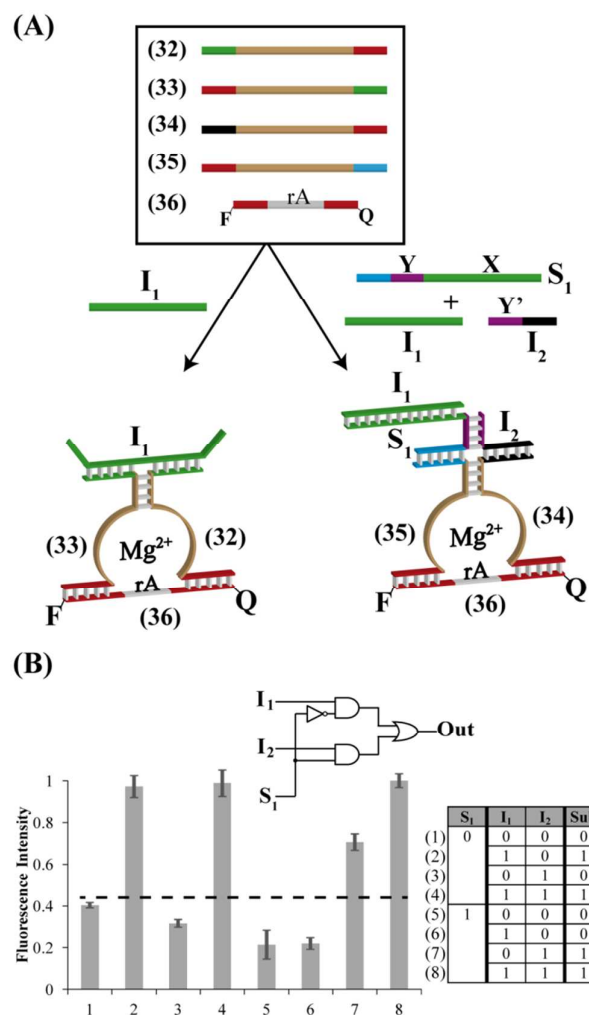 (A)
(32)
(33)
(34)
(35)
(36) F rA Q
I1
Y X S1
+
Y'
I1 I2
I1
I1
S1 I2
(33) Mg2+ (32)
rA
F (36) Q
(35) Mg2+ (34)
rA
F (36) Q
(B)
I1
I2
S1
Out
Fluorescence Intensity
1
0.8
0.6
0.4
0.2
0
1 2 3 4 5 6 7 8
S1 I1 I2 Su
(1) 0 0 0 0
(2) 1 0 1
(3) 0 1 0
(4) 1 1 1
(5) 1 0 0 0
(6) 1 0 0
(7) 0 1 1
(8) 1 1 1